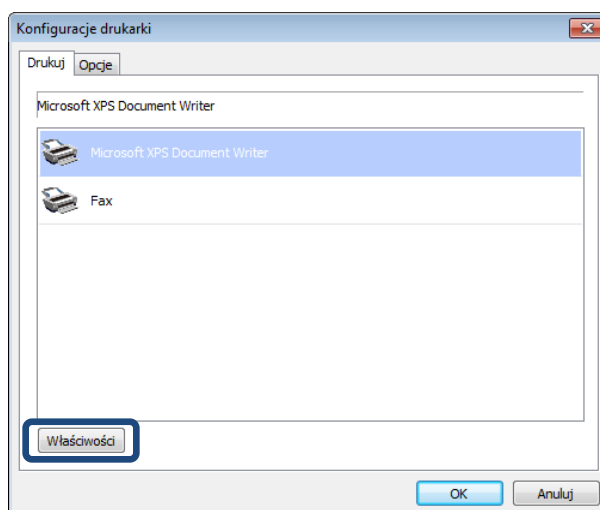 Konfiguracje drukarki
Drukuj Opcje
Microsoft XPS Document Writer
Microsoft XPS Document Writer
Fax
Właściwości
OK Anuluj